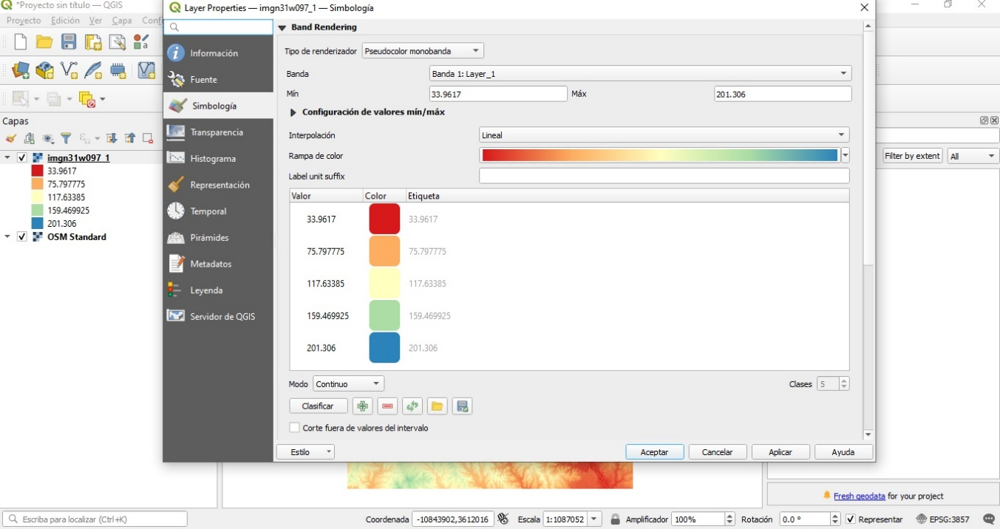 *Proyecto sin título — QGIS
Proyecto Edición Ver Capa
Layer Properties — imgn31w097_1 — Simbología
Información
Fuente
Simbología
Transparencia
Histograma
Representación
Temporal
Pirámides
Metadatos
Leyenda
Servidor de QGIS
Capas
imgn31w097_1
33.9617
75.797775
117.63385
159.469925
201.306
OSM Standard
Band Rendering
Tipo de renderizador Pseudocolor monobanda
Banda Banda 1: Layer_1
Mín 33.9617 Máx 201.306
Configuración de valores mín/máx
Interpolación Lineal
Rampa de color
Label unit suffix
Valor Color Etiqueta
33.9617 33.9617
75.797775 75.797775
117.63385 117.63385
159.469925 159.469925
201.306 201.306
Modo Continuo Clases 5
Clasificar
Corte fuera de valores del intervalo
Estilo Aceptar Cancelar Aplicar Ayuda
Filter by extent All
Fresh geodata for your project
Escriba para localizar (Ctrl+K) Coordenada -10843902,3612016 Escala 1:1087052 Amplificador 100% Rotación 0.0 ° Representar EPSG:3857